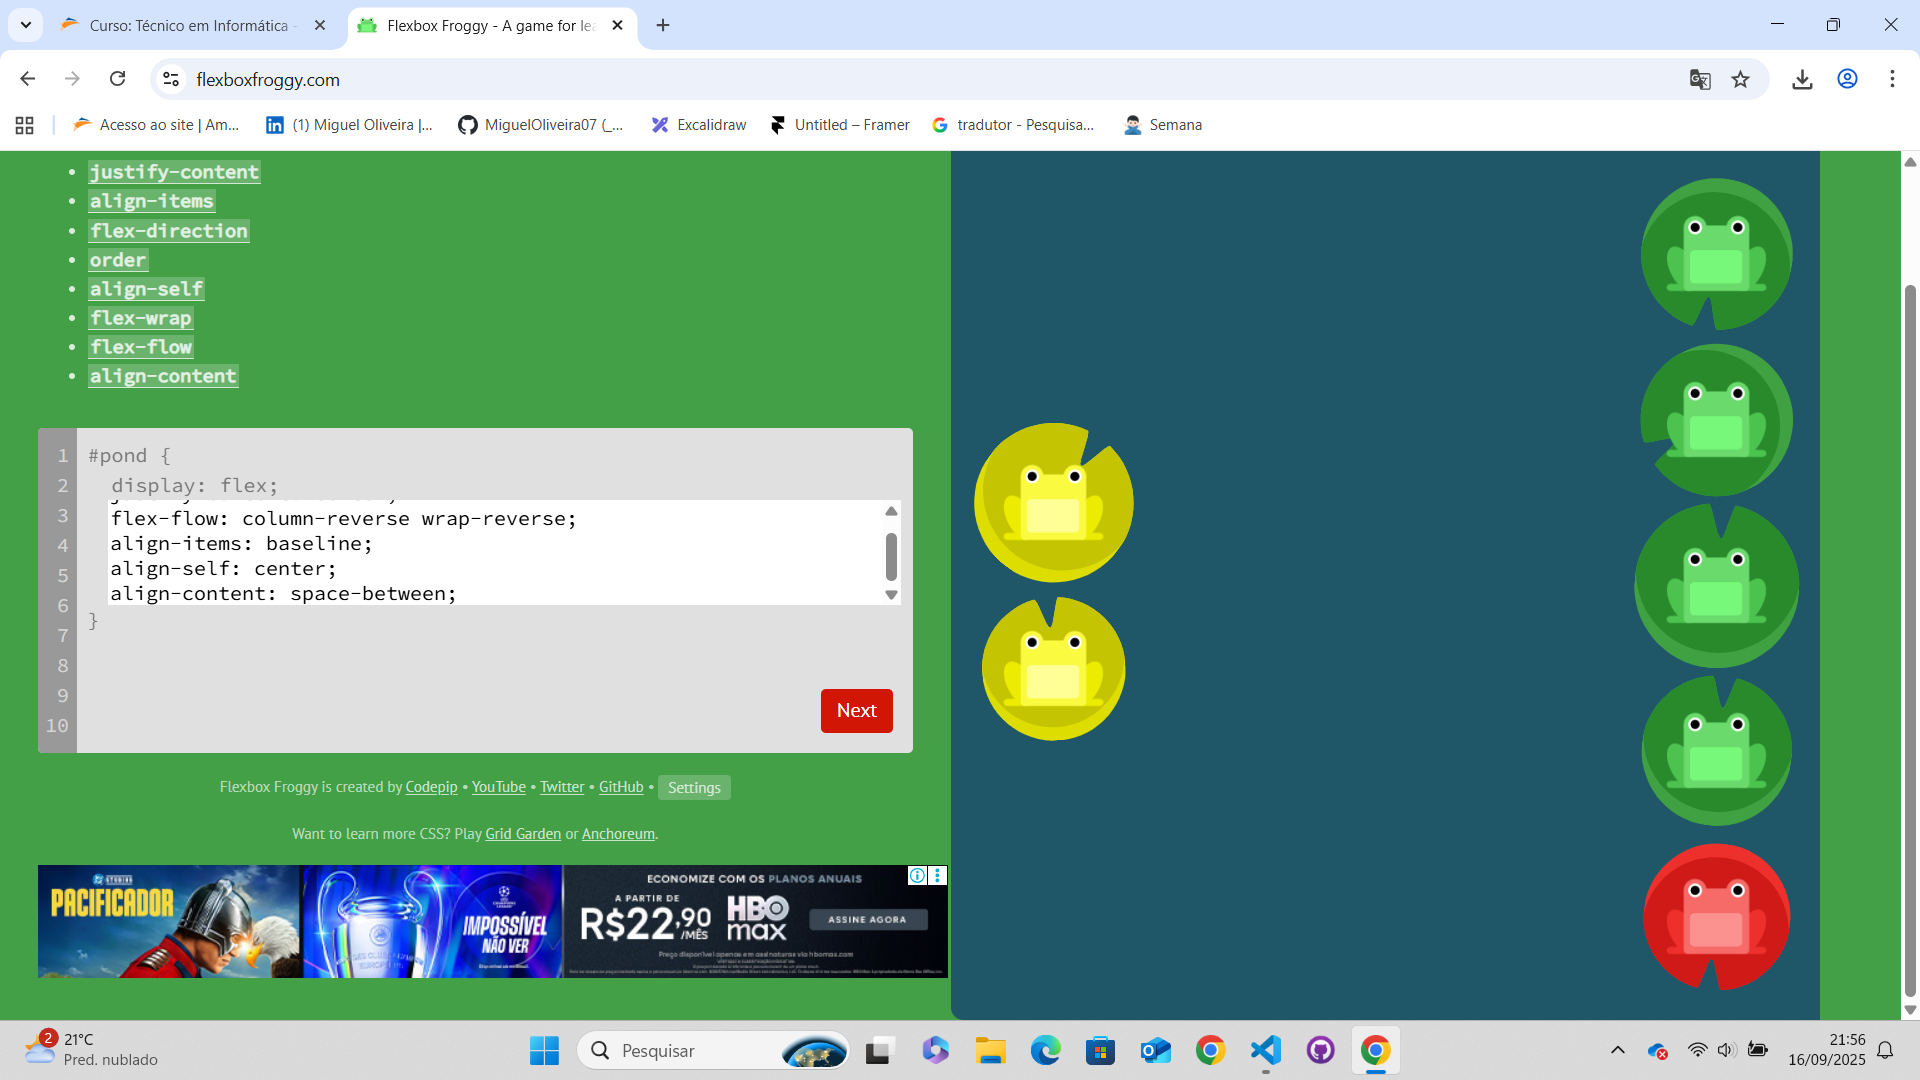 Curso: Técnico em Informática -
Flexbox Froggy - A game for lea
flexboxfroggy.com
Acesso ao site | Am...
(1) Miguel Oliveira |...
MiguelOliveira07 (_...
Excalidraw
Untitled – Framer
tradutor - Pesquisa...
Semana
justify-content
align-items
flex-direction
order
align-self
flex-wrap
flex-flow
align-content
1 #pond {
2 display: flex;
3 flex-flow: column-reverse wrap-reverse;
4 align-items: baseline;
5 align-self: center;
6 align-content: space-between;
7 }
8
9
10
Next
Flexbox Froggy is created by Codepip • YouTube • Twitter • GitHub • Settings
Want to learn more CSS? Play Grid Garden or Anchoreum.
STUDIOS
PACIFICADOR
IMPOSSÍVEL
NÃO VER
ECONOMIZE COM OS PLANOS ANUAIS
A PARTIR DE
R$22,90
/MÊS
HBO
max
ASSINE AGORA
2
21°C
Pred. nublado
Pesquisar
21:56
16/09/2025